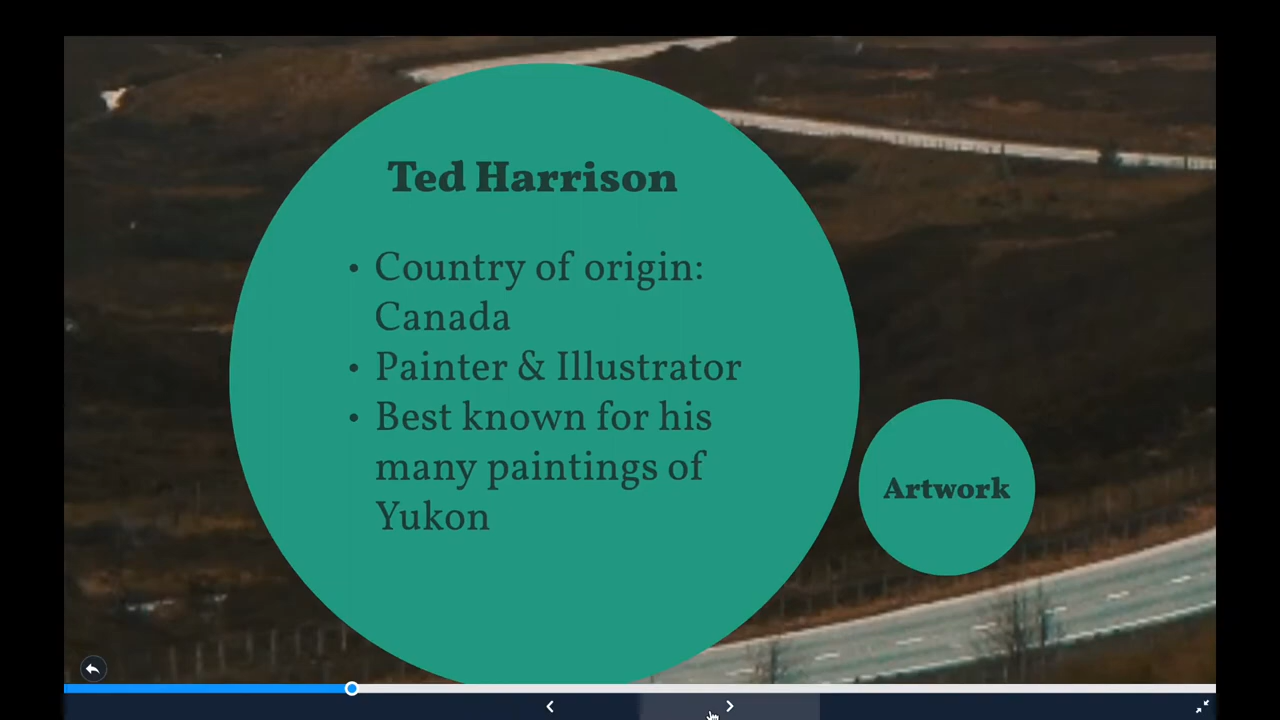 Ted Harrison
• Country of origin:
Canada
• Painter & Illustrator
• Best known for his
many paintings of
Yukon
Artwork